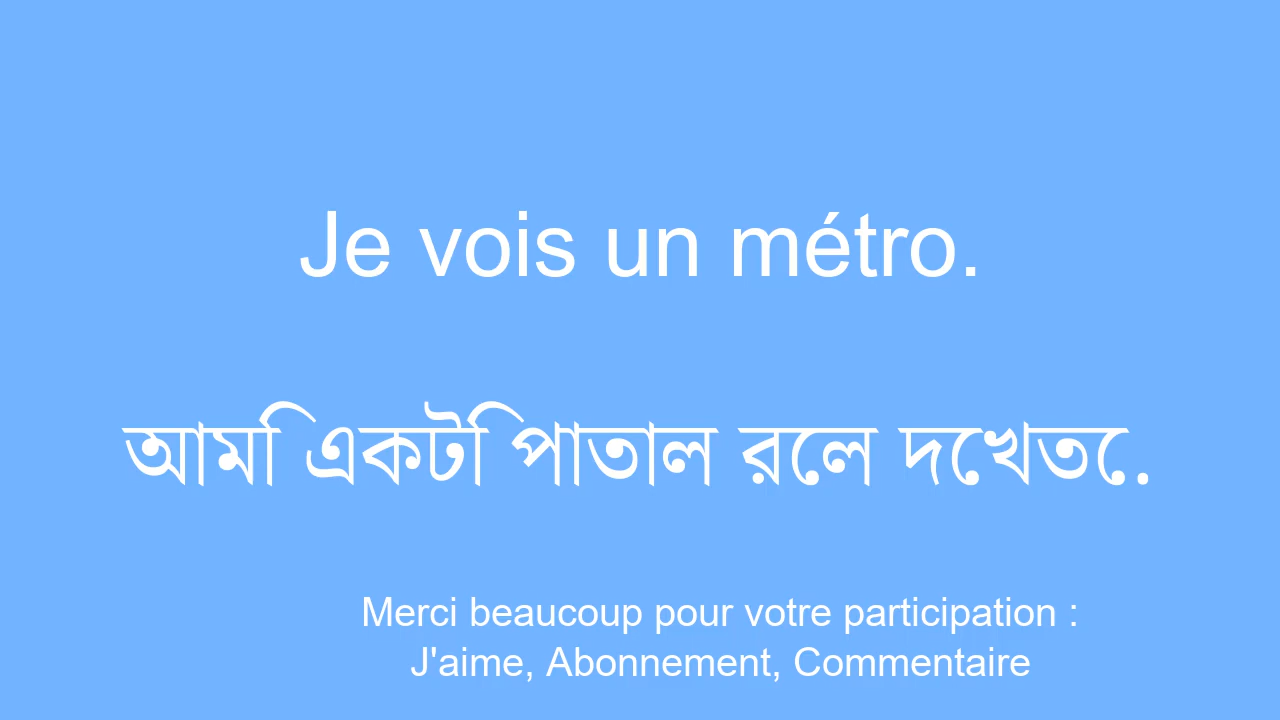 Je vois un métro.
আমি একটি পাতাল রেল দেখতে.
Merci beaucoup pour votre participation :
J'aime, Abonnement, Commentaire